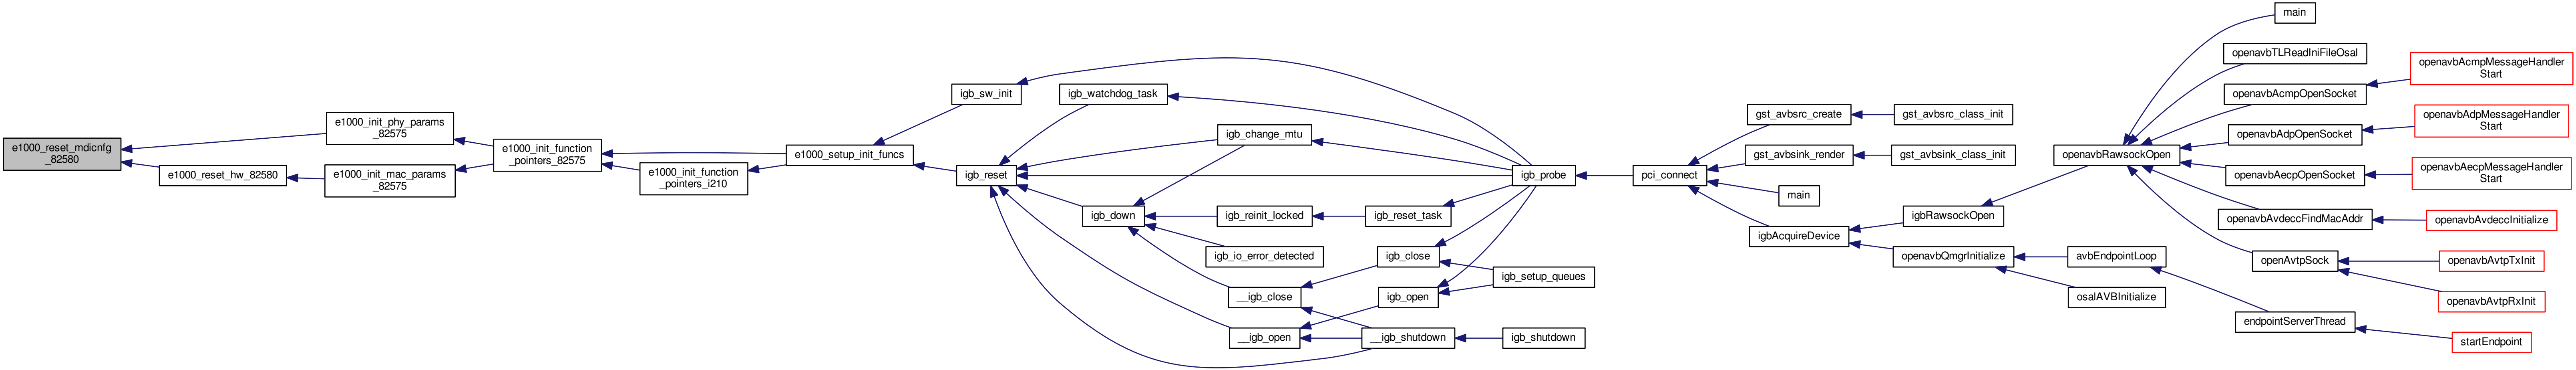 e1000_reset_mdicnfg
_82580
e1000_init_phy_params
_82575
e1000_reset_hw_82580
e1000_init_mac_params
_82575
e1000_init_function
_pointers_82575
e1000_init_function
_pointers_i210
e1000_setup_init_funcs
igb_sw_init
igb_reset
igb_watchdog_task
igb_change_mtu
igb_down
igb_reinit_locked
igb_reset_task
igb_io_error_detected
__igb_close
igb_close
__igb_open
igb_open
igb_setup_queues
__igb_shutdown
igb_shutdown
igb_probe
pci_connect
gst_avbsrc_create
gst_avbsrc_class_init
gst_avbsink_render
gst_avbsink_class_init
main
igbAcquireDevice
igbRawsockOpen
openavbQmgrInitialize
avbEndpointLoop
osalAVBInitialize
endpointServerThread
startEndpoint
openavbRawsockOpen
main
openavbTLReadIniFileOsal
openavbAcmpOpenSocket
openavbAcmpMessageHandler
Start
openavbAdpOpenSocket
openavbAdpMessageHandler
Start
openavbAecpOpenSocket
openavbAecpMessageHandler
Start
openavbAvdeccFindMacAddr
openavbAvdeccInitialize
openAvtpSock
openavbAvtpTxInit
openavbAvtpRxInit